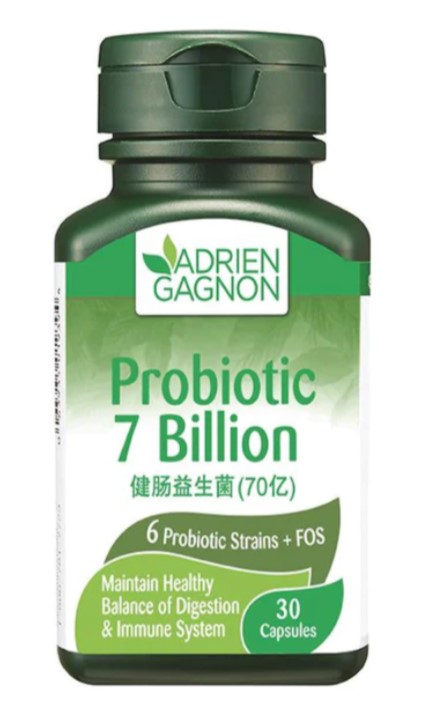 ADRIEN
GAGNON
Probiotic
7 Billion
健肠益生菌(70亿)
6 Probiotic Strains + FOS
Maintain Healthy
Balance of Digestion
& Immune System
30
Capsules